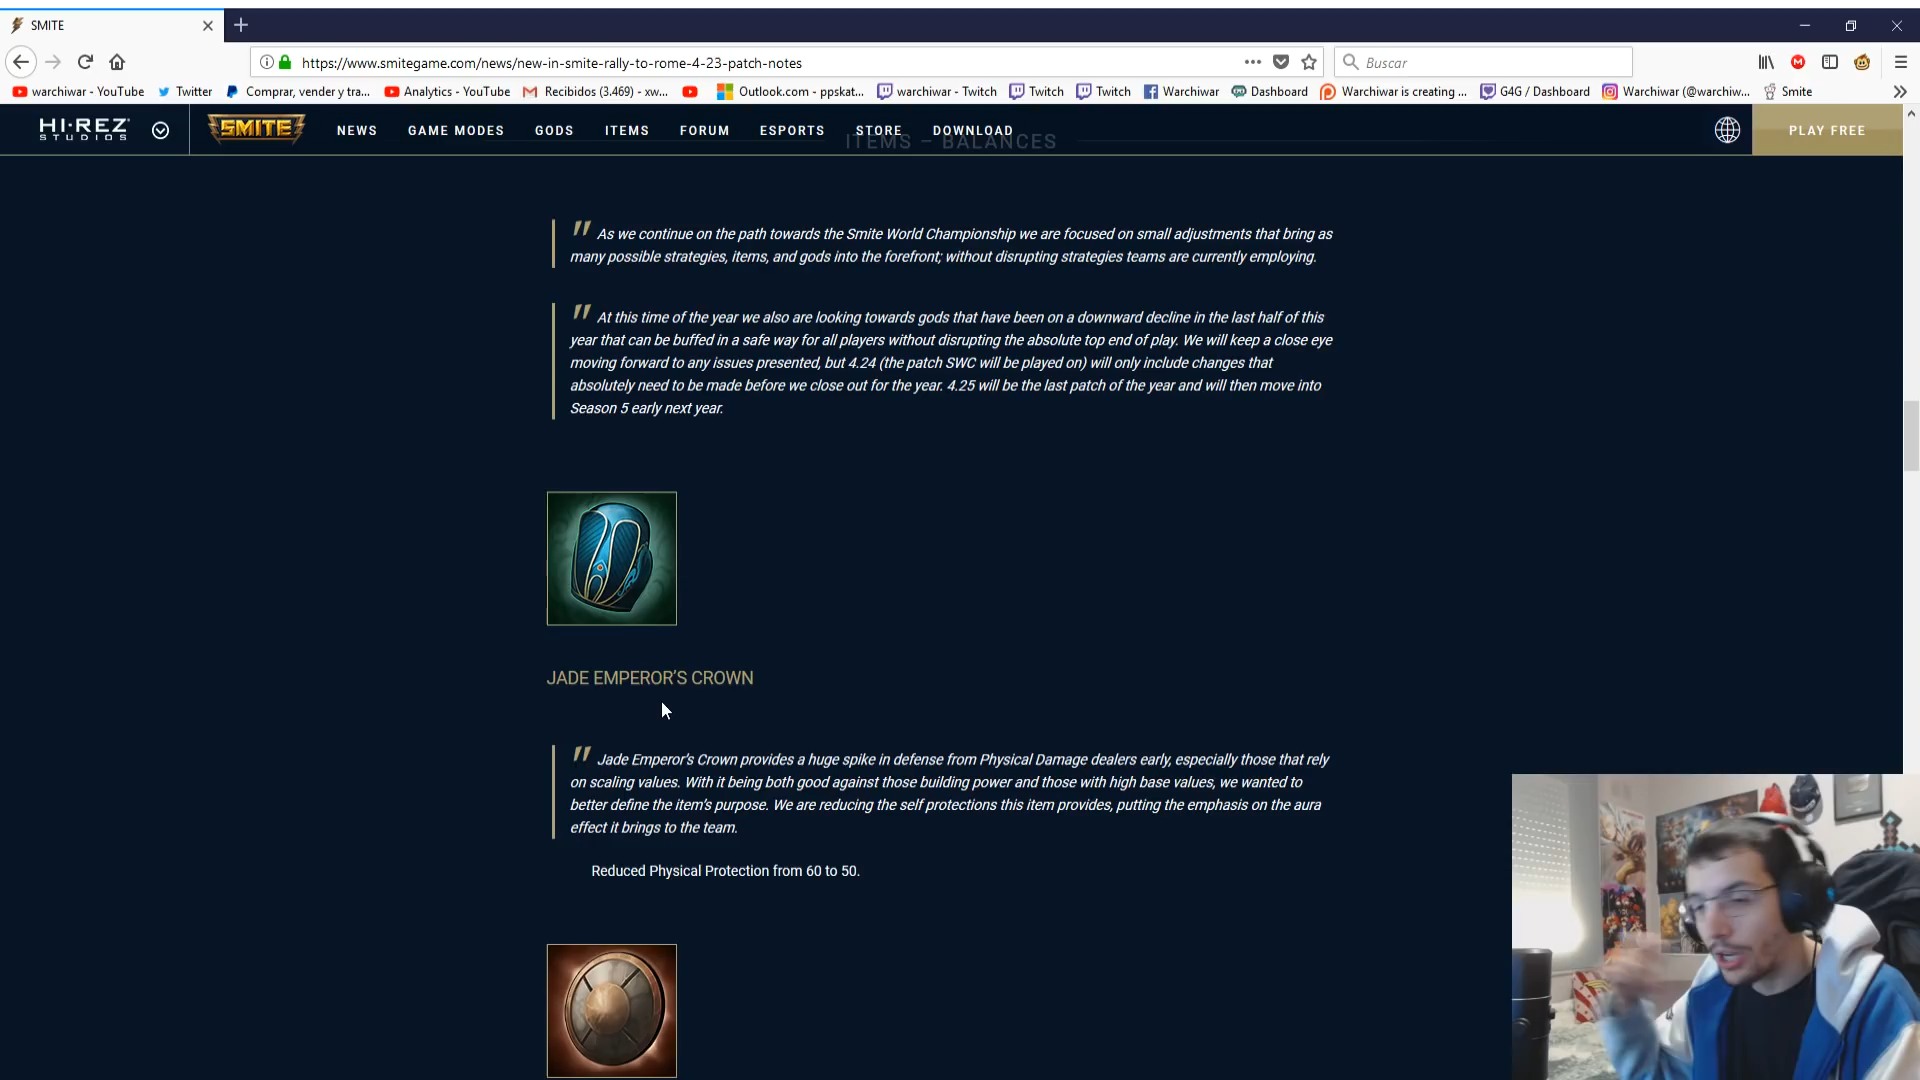 SMITE
https://www.smitegame.com/news/new-in-smite-rally-to-rome-4-23-patch-notes
Buscar
warchiwar - YouTube
Twitter
Comprar, vender y tra...
Analytics - YouTube
Recibidos (3.469) - xw...
Outlook.com - ppskat...
warchiwar - Twitch
Twitch
Twitch
Warchiwar
Dashboard
Warchiwar is creating ...
G4G / Dashboard
Warchiwar (@warchiw...
Smite
HI-REZ
STUDIOS
SMITE
NEWS
GAME MODES
GODS
ITEMS
FORUM
ESPORTS
STORE
DOWNLOAD
PLAY FREE
ITEMS – BALANCES
" As we continue on the path towards the Smite World Championship we are focused on small adjustments that bring as
many possible strategies, items, and gods into the forefront; without disrupting strategies teams are currently employing.
" At this time of the year we also are looking towards gods that have been on a downward decline in the last half of this
year that can be buffed in a safe way for all players without disrupting the absolute top end of play. We will keep a close eye
moving forward to any issues presented, but 4.24 (the patch SWC will be played on) will only include changes that
absolutely need to be made before we close out for the year. 4.25 will be the last patch of the year and will then move into
Season 5 early next year.
JADE EMPEROR'S CROWN
" Jade Emperor's Crown provides a huge spike in defense from Physical Damage dealers early, especially those that rely
on scaling values. With it being both good against those building power and those with high base values, we wanted to
better define the item's purpose. We are reducing the self protections this item provides, putting the emphasis on the aura
effect it brings to the team.
Reduced Physical Protection from 60 to 50.